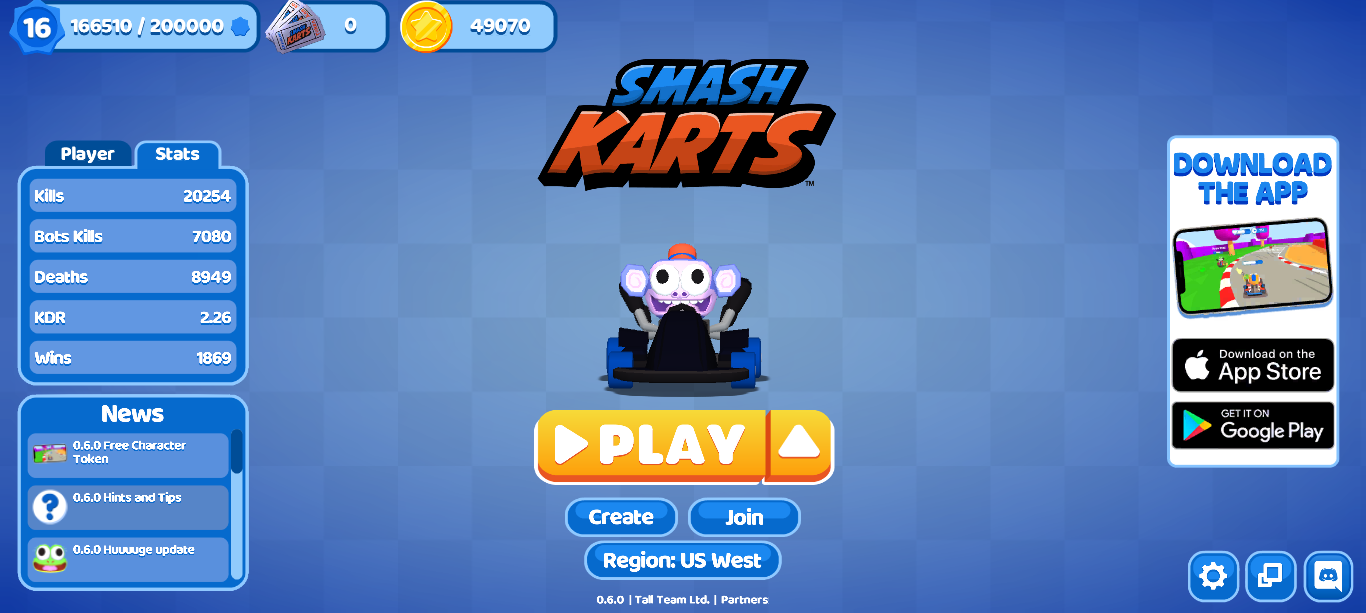 16 166510 / 200000 0 49070
SMASH
KARTS
TM
Player Stats
Kills 20254
Bots Kills 7080
Deaths 8949
KDR 2.26
Wins 1869
News
0.6.0 Free Character
Token
0.6.0 Hints and Tips
?
0.6.0 Huuuuge update
PLAY
Create Join
Region: US West
0.6.0 | Tall Team Ltd. | Partners
DOWNLOAD
THE APP
Download on the
App Store
GET IT ON
Google Play